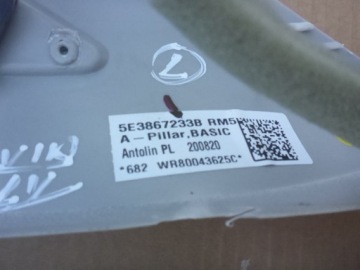 5E3867233B RM5
A-Pillar,BASIC
Antolin PL 200820
*682 WR80043625C*